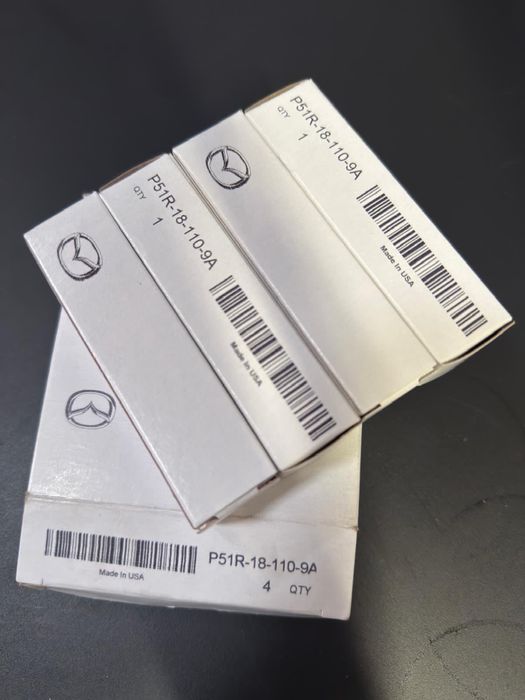 P51R-18-110-9A
QTY
1
Made In USA
P51R-18-110-9A
QTY
1
Made In USA
P51R-18-110-9A
Made In USA
4 QTY